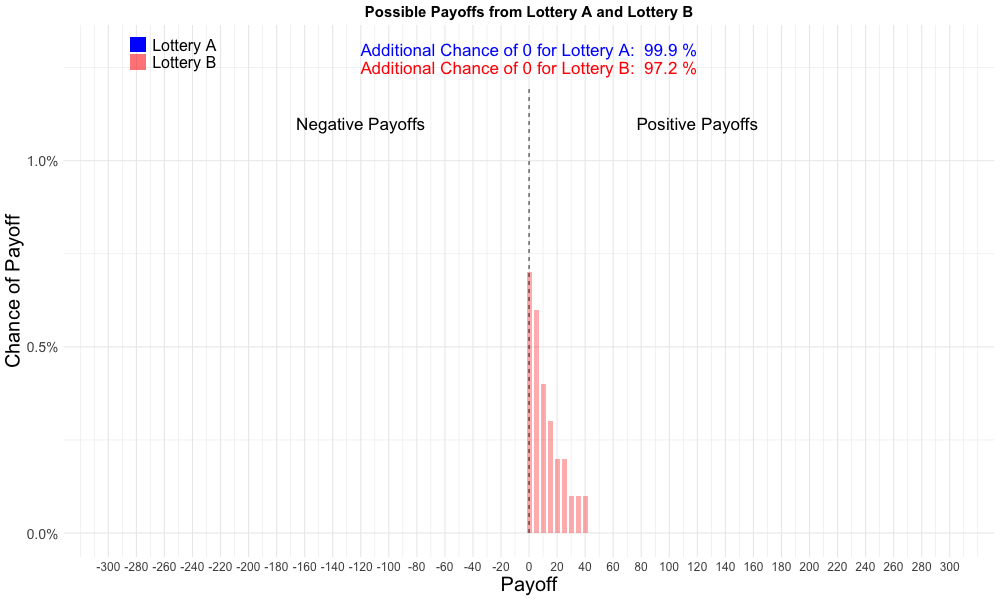 Possible Payoffs from Lottery A and Lottery B
Lottery A
Lottery B
Additional Chance of 0 for Lottery A: 99.9 %
Additional Chance of 0 for Lottery B: 97.2 %
Negative Payoffs
Positive Payoffs
Chance of Payoff
1.0%
0.5%
0.0%
-300 -280 -260 -240 -220 -200 -180 -160 -140 -120 -100 -80 -60 -40 -20 0 20 40 60 80 100 120 140 160 180 200 220 240 260 280 300
Payoff